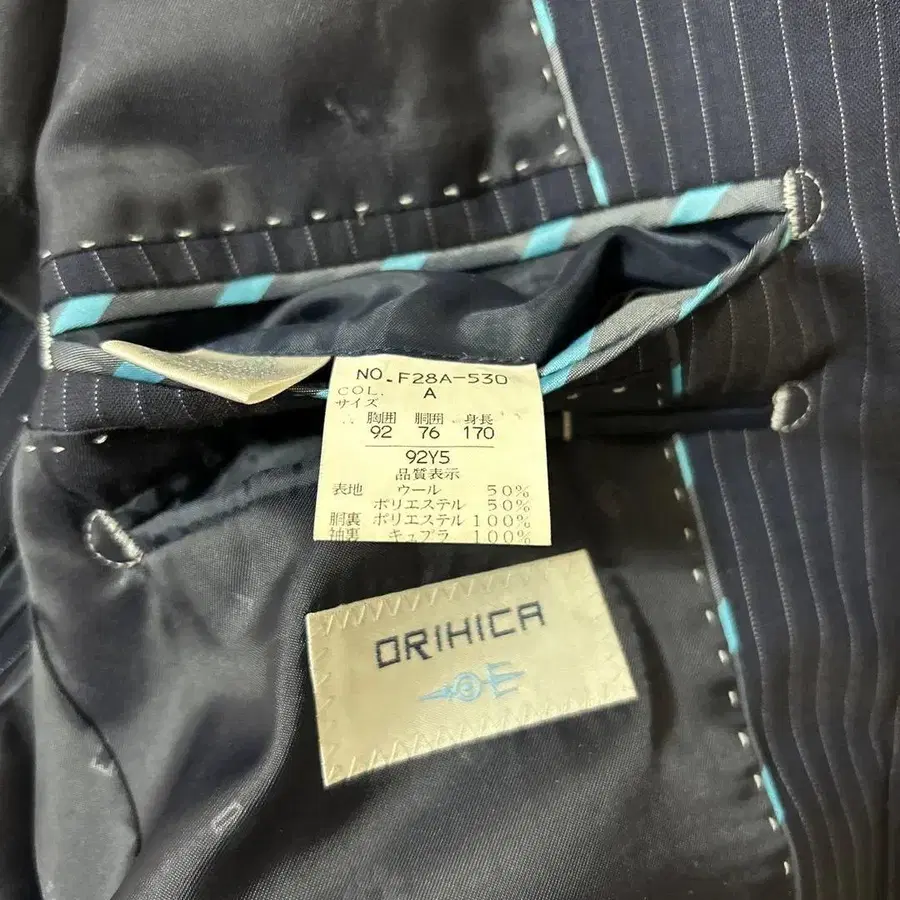 NO.F28A-530
COL. A
サイズ
胸囲 胴囲 身長
92 76 170
92Y5
品質表示
表地 ウール 50%
ポリエステル 50%
胴裏 ポリエステル 100%
袖裏 キュプラ 100%
ORIHICA